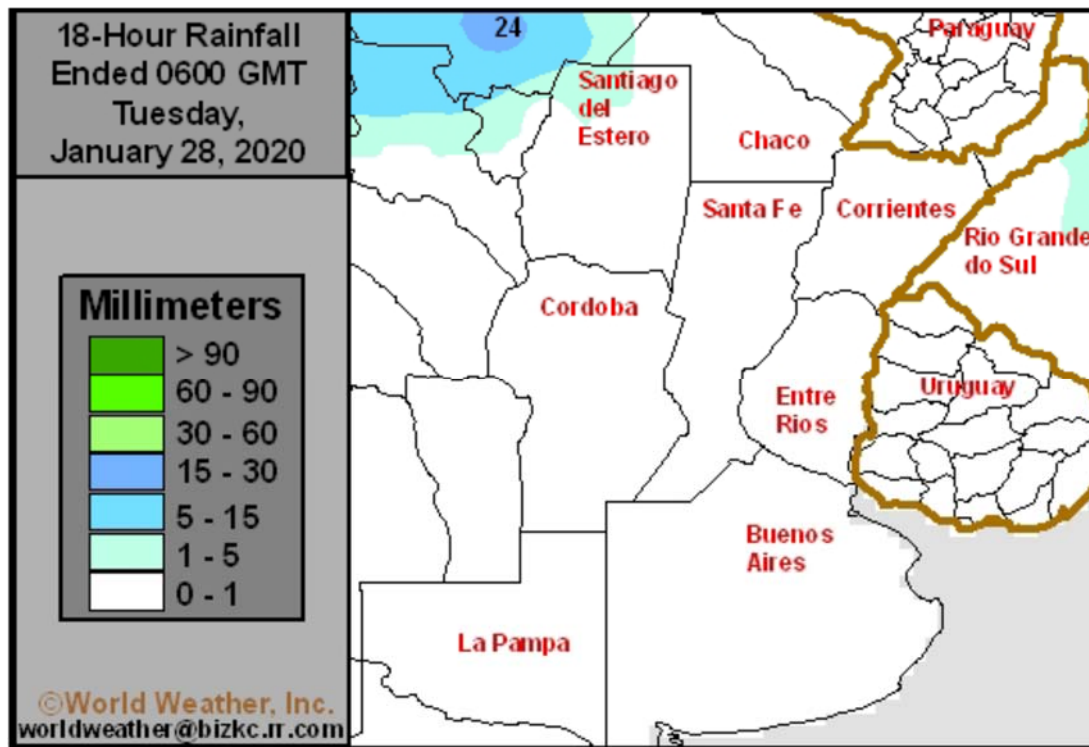 18-Hour Rainfall
Ended 0600 GMT
Tuesday,
January 28, 2020
Millimeters
> 90
60 - 90
30 - 60
15 - 30
5 - 15
1 - 5
0 - 1
©World Weather, Inc.
worldweather@bizkc.rr.com
24
Paraguay
Santiago
del
Estero
Chaco
Santa Fe
Corrientes
Rio Grande
do Sul
Cordoba
Entre
Rios
Uruguay
Buenos
Aires
La Pampa